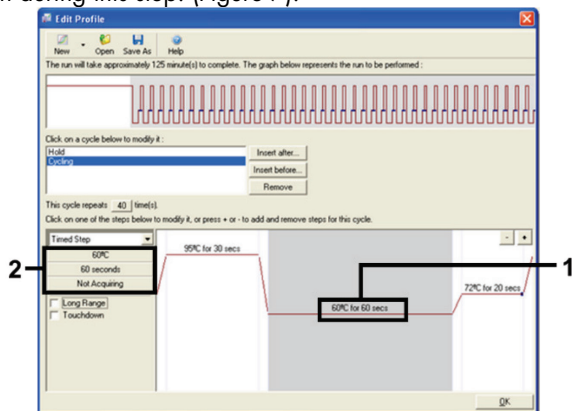 during this step. (Figure
Edit Profile
New Open Save As Help
The run will take approximately 125 minute(s) to complete. The graph below represents the run to be performed :
Click on a cycle below to modify it :
Hold
Cycling
Insert after...
Insert before...
Remove
This cycle repeats 40 time(s).
Click on one of the steps below to modify it, or press + or - to add and remove steps for this cycle.
Timed Step
- +
60ºC
60 seconds
Not Acquiring
Long Range
Touchdown
95ºC for 30 secs
60ºC for 60 secs
72ºC for 20 secs
2
1
OK